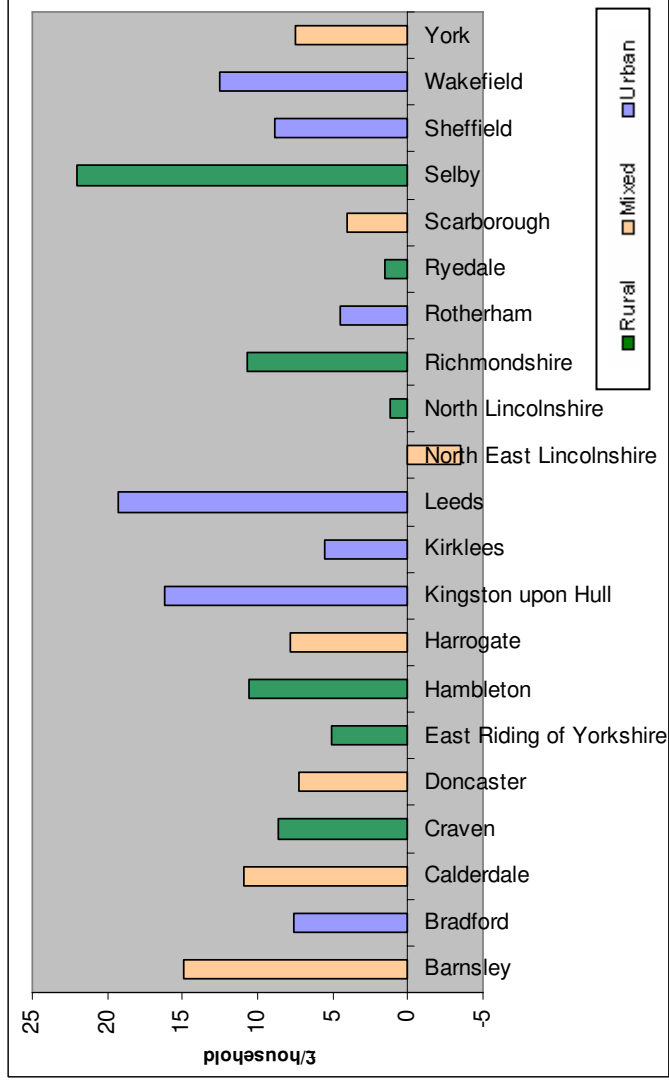 York
Wakefield
Sheffield
Selby
Scarborough
Ryedale
Rotherham
Richmondshire
North Lincolnshire
North East Lincolnshire
Leeds
Kirklees
Kingston upon Hull
Harrogate
Hambleton
East Riding of Yorkshire
Doncaster
Craven
Calderdale
Bradford
Barnsley
25
20
15
10
5
0
-5
£/household
Rural
Mixed
Urban